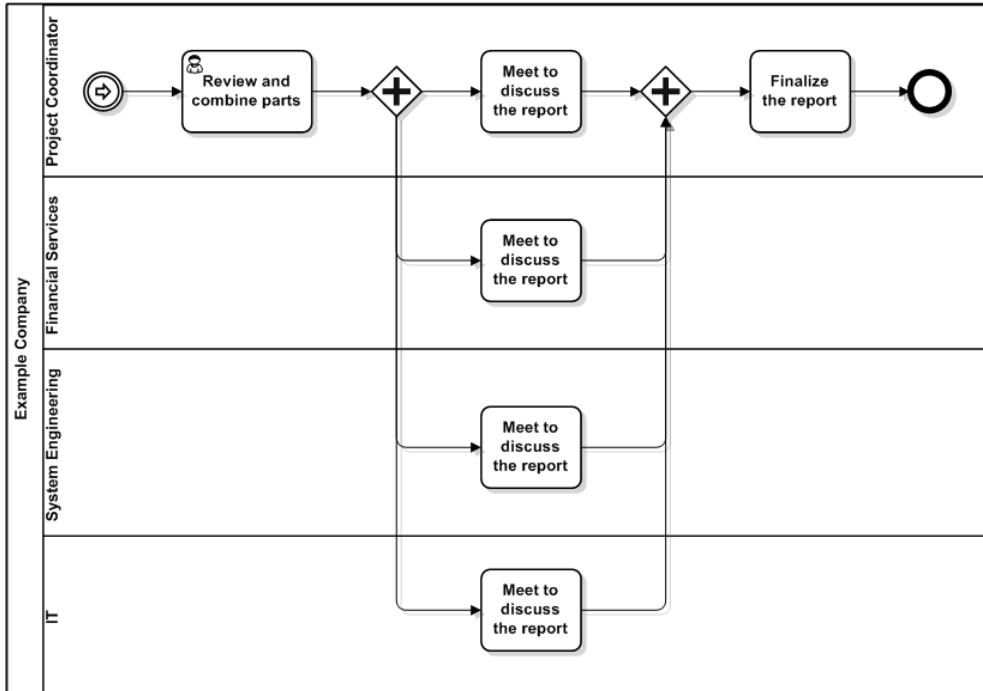 Example Company
Project Coordinator
Review and
combine parts
Meet to
discuss
the report
Finalize
the report
Financial Services
Meet to
discuss
the report
System Engineering
Meet to
discuss
the report
IT
Meet to
discuss
the report